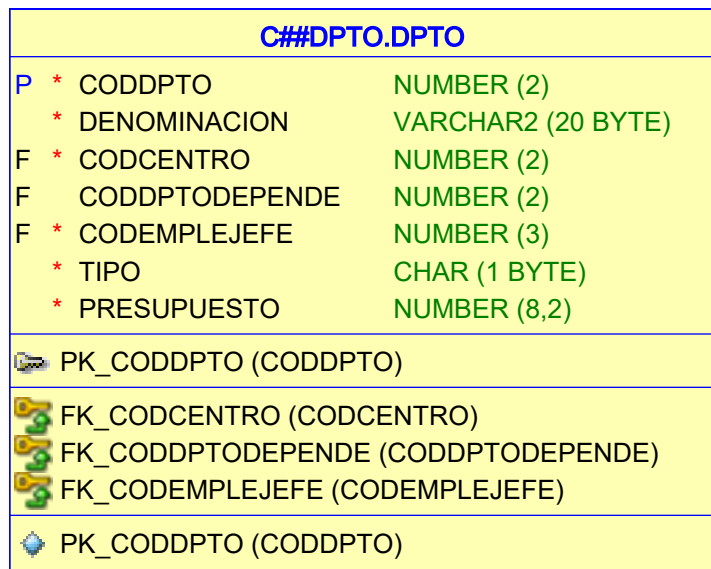 C##DPTO.DPTO
P * CODDPTO NUMBER (2)
* DENOMINACION VARCHAR2 (20 BYTE)
F * CODCENTRO NUMBER (2)
F CODDPTODEPENDE NUMBER (2)
F * CODEMPLEJEFE NUMBER (3)
* TIPO CHAR (1 BYTE)
* PRESUPUESTO NUMBER (8,2)
PK_CODDPTO (CODDPTO)
FK_CODCENTRO (CODCENTRO)
FK_CODDPTODEPENDE (CODDPTODEPENDE)
FK_CODEMPLEJEFE (CODEMPLEJEFE)
PK_CODDPTO (CODDPTO)